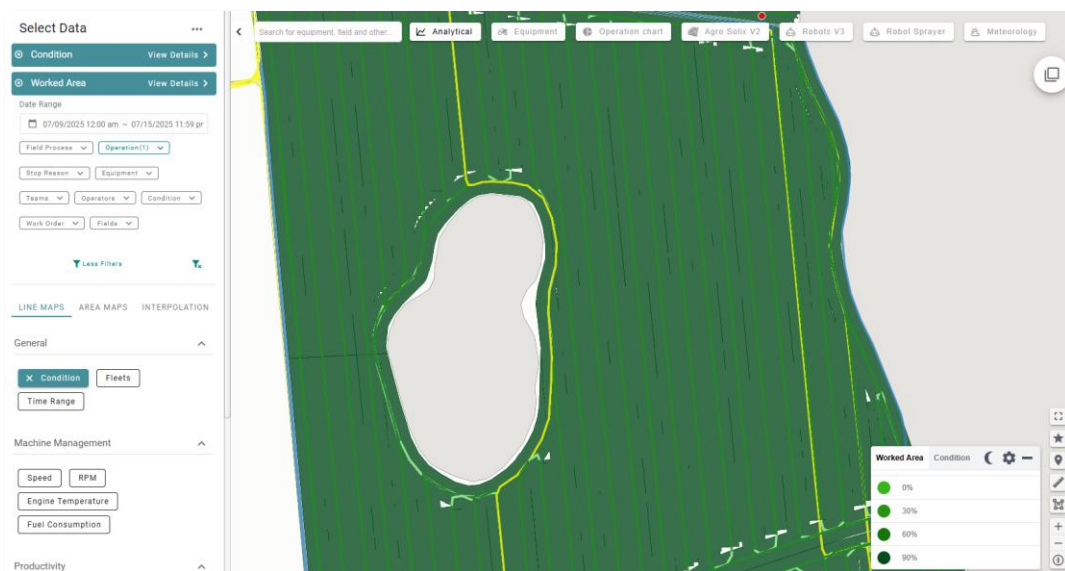 Select Data
Search for equipment, field and other...
Analytical
Equipment
Operation chart
Agro Solix V2
Robots V3
Robot Sprayer
Meteorology
Condition View Details
Worked Area View Details
Date Range
07/09/2025 12:00 am ~ 07/15/2025 11:59 pr
Field Process
Operation(1)
Stop Reason
Equipment
Teams
Operators
Condition
Work Order
Fields
Less Filters
LINE MAPS AREA MAPS INTERPOLATION
General
Condition
Fleets
Time Range
Machine Management
Speed
RPM
Engine Temperature
Fuel Consumption
Productivity
Worked Area Condition
0%
30%
60%
90%